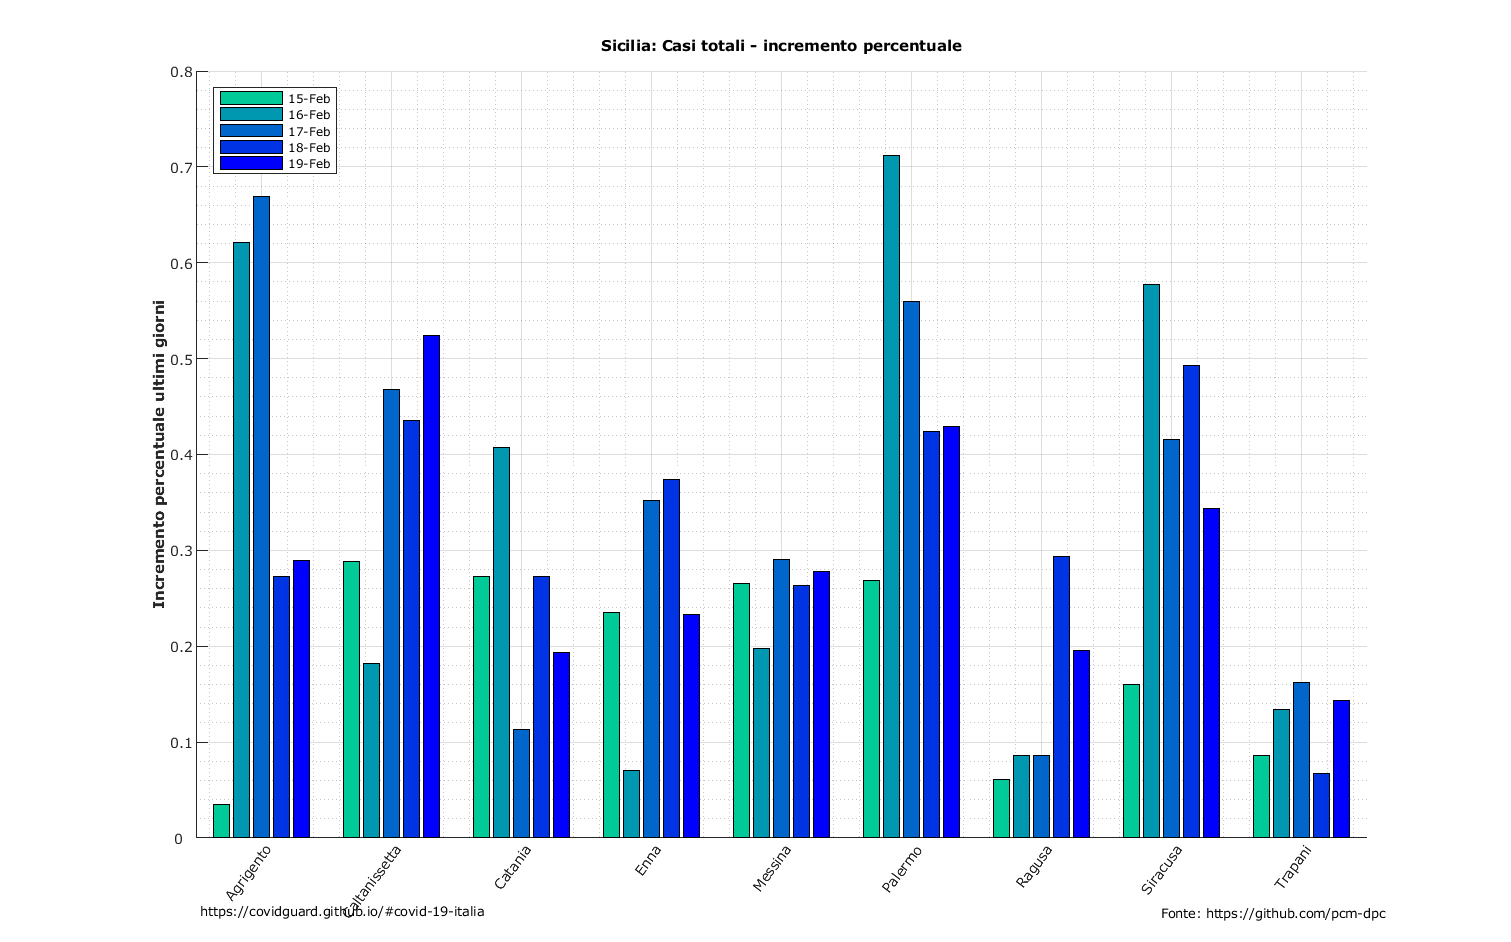 Sicilia: Casi totali - incremento percentuale
0.8
0.7
0.6
0.5
0.4
0.3
0.2
0.1
0
Incremento percentuale ultimi giorni
15-Feb
16-Feb
17-Feb
18-Feb
19-Feb
Agrigento
Caltanissetta
Catania
Enna
Messina
Palermo
Ragusa
Siracusa
Trapani
https://covidguard.github.io/#covid-19-italia
Fonte: https://github.com/pcm-dpc